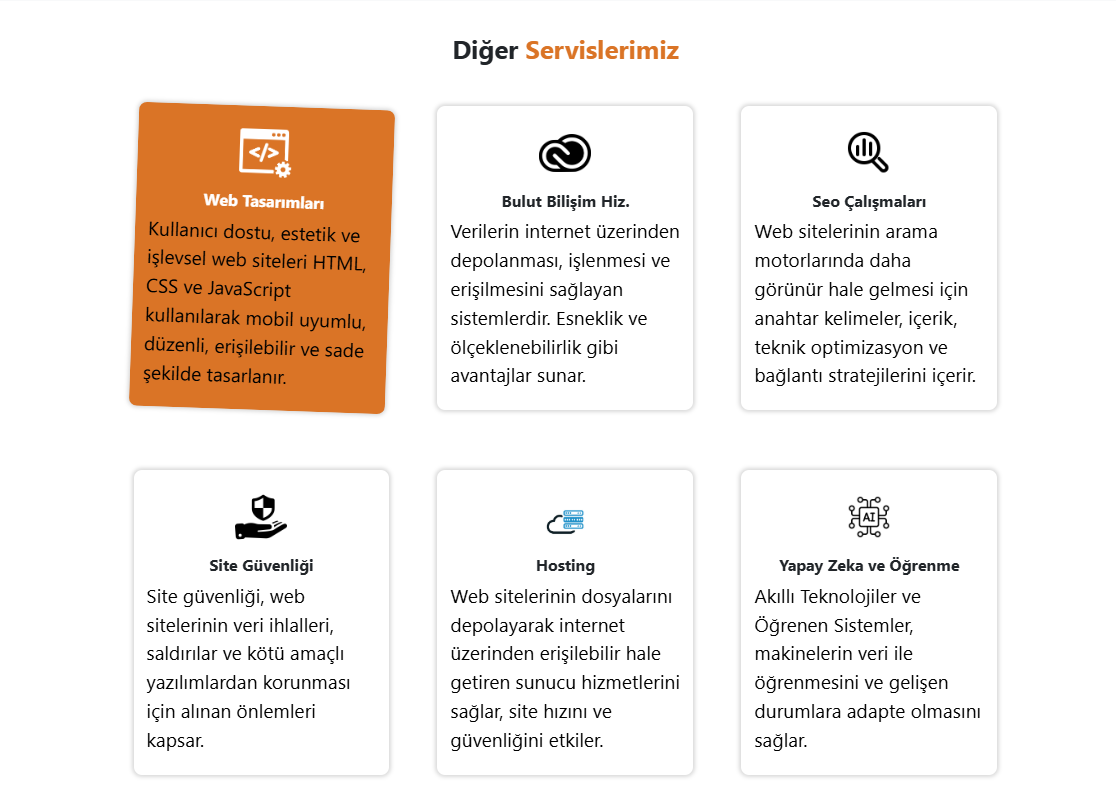 Diğer Servislerimiz
</>
Web Tasarımları
Kullanıcı dostu, estetik ve
işlevsel web siteleri HTML,
CSS ve JavaScript
kullanılarak mobil uyumlu,
düzenli, erişilebilir ve sade
şekilde tasarlanır.
Bulut Bilişim Hiz.
Verilerin internet üzerinden
depolanması, işlenmesi ve
erişilmesini sağlayan
sistemlerdir. Esneklik ve
ölçeklenebilirlik gibi
avantajlar sunar.
Seo Çalışmaları
Web sitelerinin arama
motorlarında daha
görünür hale gelmesi için
anahtar kelimeler, içerik,
teknik optimizasyon ve
bağlantı stratejilerini içerir.
Site Güvenliği
Site güvenliği, web
sitelerinin veri ihlalleri,
saldırılar ve kötü amaçlı
yazılımlardan korunması
için alınan önlemleri
kapsar.
Hosting
Web sitelerinin dosyalarını
depolayarak internet
üzerinden erişilebilir hale
getiren sunucu hizmetlerini
sağlar, site hızını ve
güvenliğini etkiler.
AI
Yapay Zeka ve Öğrenme
Akıllı Teknolojiler ve
Öğrenen Sistemler,
makinelerin veri ile
öğrenmesini ve gelişen
durumlara adapte olmasını
sağlar.